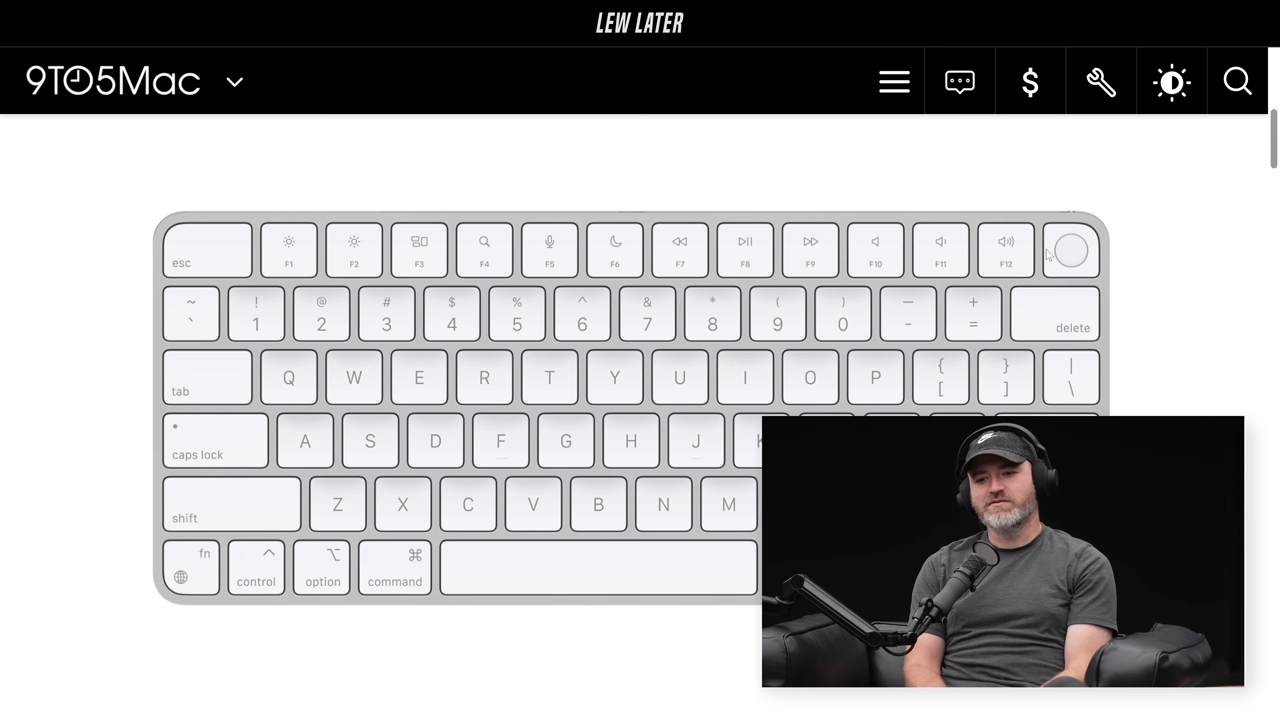 LEW LATER
9TO5Mac
$
esc F1 F2 F3 F4 F5 F6 F7 F8 F9 F10 F11 F12
~ ! @ # $ % ^ & * ( ) — +
` 1 2 3 4 5 6 7 8 9 0 - = delete
tab Q W E R T Y U I O P { [ } ] | \
caps lock A S D F G H J K
shift Z X C V B N M
fn ^ ⌥ ⌘
control option command